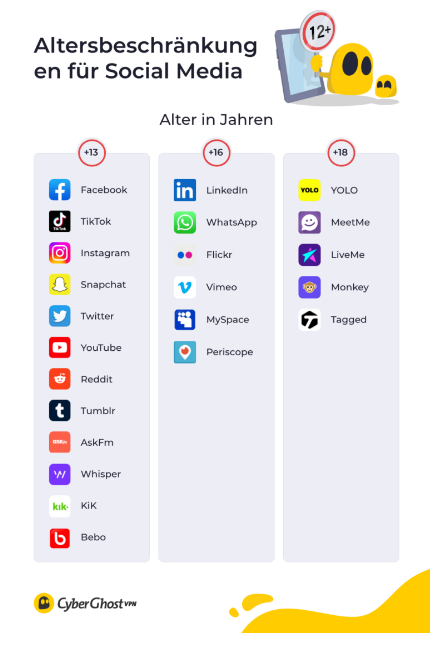 Altersbeschränkung
en für Social Media
12+
Alter in Jahren
+13
Facebook
TikTok
Instagram
Snapchat
Twitter
YouTube
Reddit
Tumblr
AskFm
Whisper
KiK
Bebo
+16
LinkedIn
WhatsApp
Flickr
Vimeo
MySpace
Periscope
+18
YOLO
YOLO
MeetMe
LiveMe
Monkey
Tagged
kik·
CyberGhost VPN